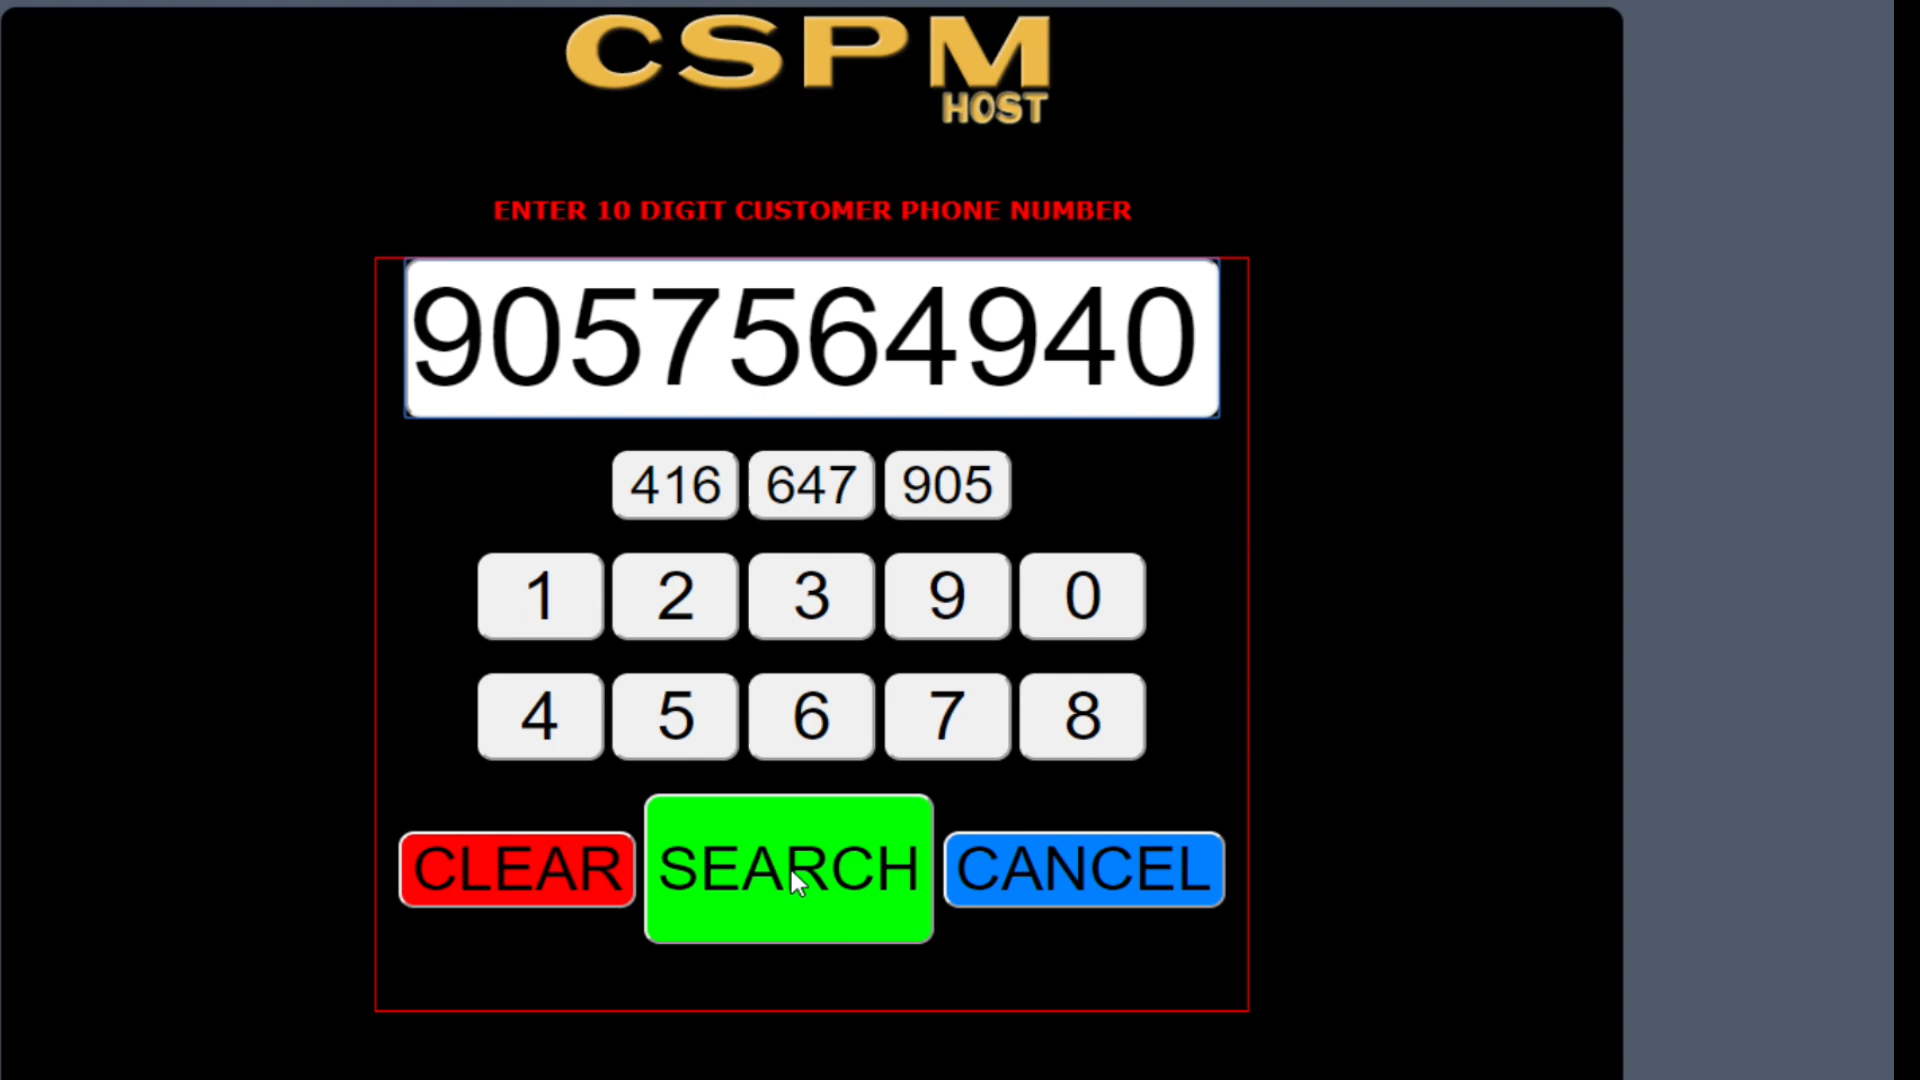 CSPM
HOST
ENTER 10 DIGIT CUSTOMER PHONE NUMBER
9057564940
416 647 905
1 2 3 9 0
4 5 6 7 8
CLEAR SEARCH CANCEL